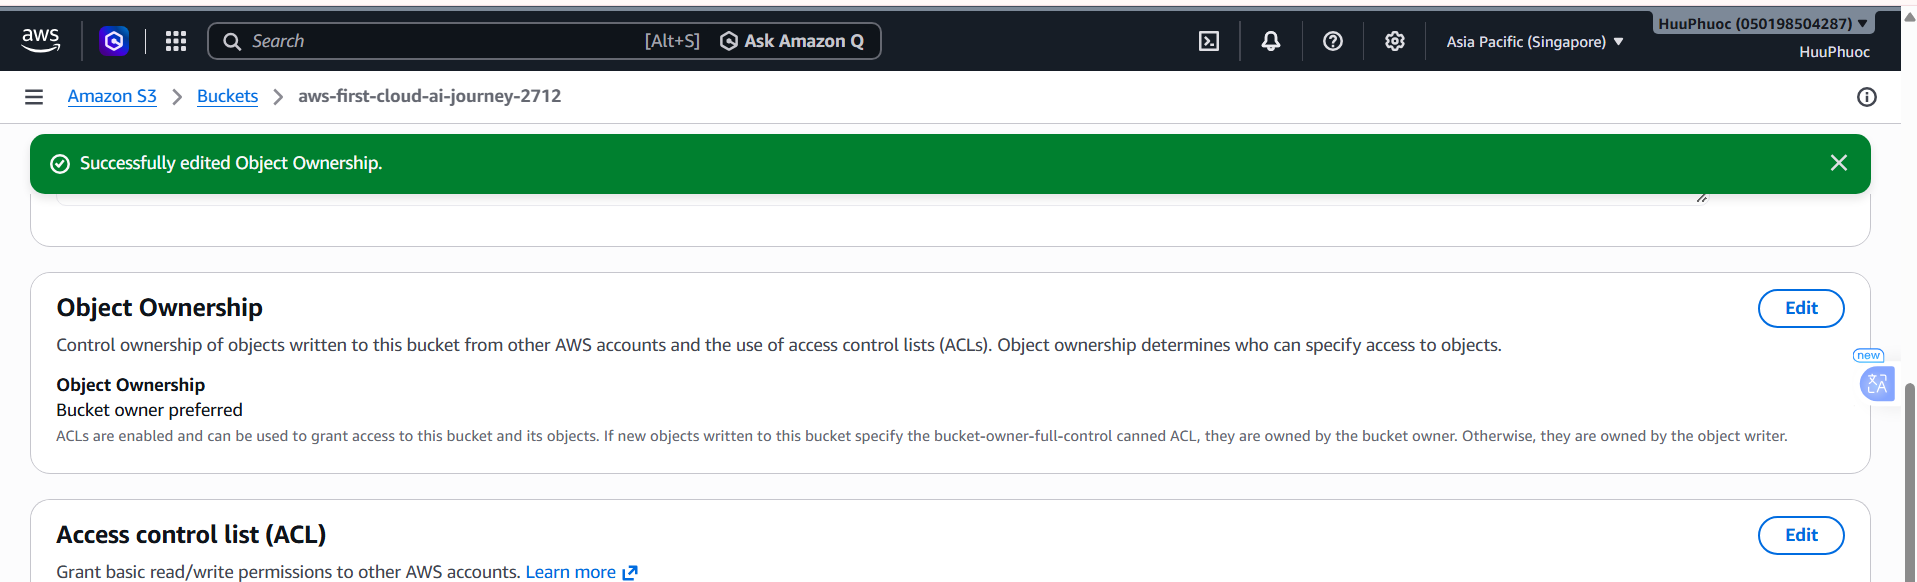 aws
Search [Alt+S] Ask Amazon Q
Asia Pacific (Singapore)
HuuPhuoc (050198504287)
HuuPhuoc
Amazon S3 Buckets aws-first-cloud-ai-journey-2712
Successfully edited Object Ownership.
Object Ownership
Edit
Control ownership of objects written to this bucket from other AWS accounts and the use of access control lists (ACLs). Object ownership determines who can specify access to objects.
new
Object Ownership
Bucket owner preferred
ACLs are enabled and can be used to grant access to this bucket and its objects. If new objects written to this bucket specify the bucket-owner-full-control canned ACL, they are owned by the bucket owner. Otherwise, they are owned by the object writer.
Access control list (ACL)
Edit
Grant basic read/write permissions to other AWS accounts. Learn more